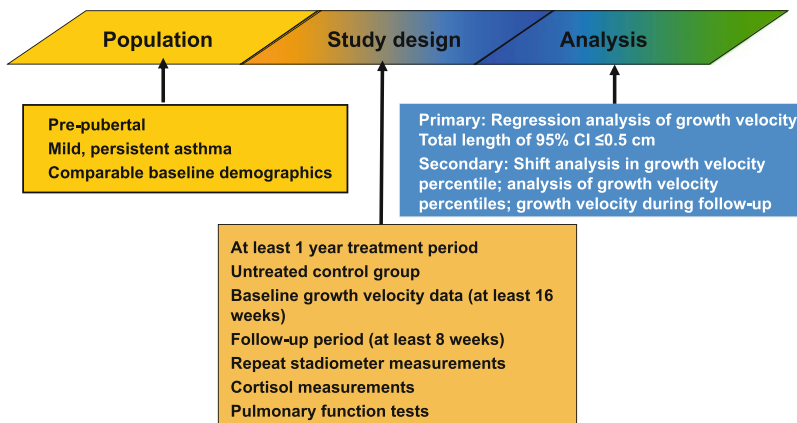 Population
Study design
Analysis
Pre-pubertal
Mild, persistent asthma
Comparable baseline demographics
Primary: Regression analysis of growth velocity
Total length of 95% CI ≤0.5 cm
Secondary: Shift analysis in growth velocity
percentile; analysis of growth velocity
percentiles; growth velocity during follow-up
At least 1 year treatment period
Untreated control group
Baseline growth velocity data (at least 16
weeks)
Follow-up period (at least 8 weeks)
Repeat stadiometer measurements
Cortisol measurements
Pulmonary function tests